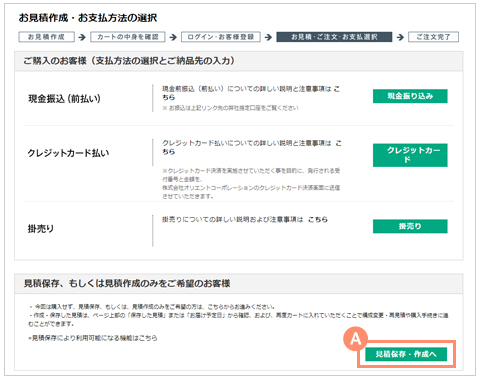 お見積作成・お支払方法の選択
お見積作成 → カートの中身を確認 → ログイン・お客様登録 → お見積・ご注文・お支払選択 → ご注文完了
ご購入のお客様（支払方法の選択とご納品先の入力）
現金振込（前払い）
現金前振込（前払い）についての詳しい説明と注意事項は こ
ちら
※ お振込は上記リンク先の弊社指定口座をご覧ください
現金振り込み
クレジットカード払い
クレジットカード払いについての詳しい説明と注意事項は こ
ちら
※クレジットカード決済を実施させていただく事を目的に、発行される受
付番号と金額を、
株式会社オリエントコーポレーションのクレジットカード決済画面に送信
させていただきます。
クレジットカー
ド
掛売り
掛売りについての詳しい説明および注意事項は こちら
掛売り
見積保存、もしくは見積作成のみをご希望のお客様
・ 今回は購入せず、見積保存、もしくは、見積作成のみをご希望の方は、こちらからお進みください。
・作成・保存した見積は、ページ上部の「保存した見積」または「お届け予定日」から確認、および、再度カートに入れていただくことで構成変更・再見積や購入手続きに進
むことができます。
»見積保存により利用可能になる機能はこちら
A
見積保存・作成へ